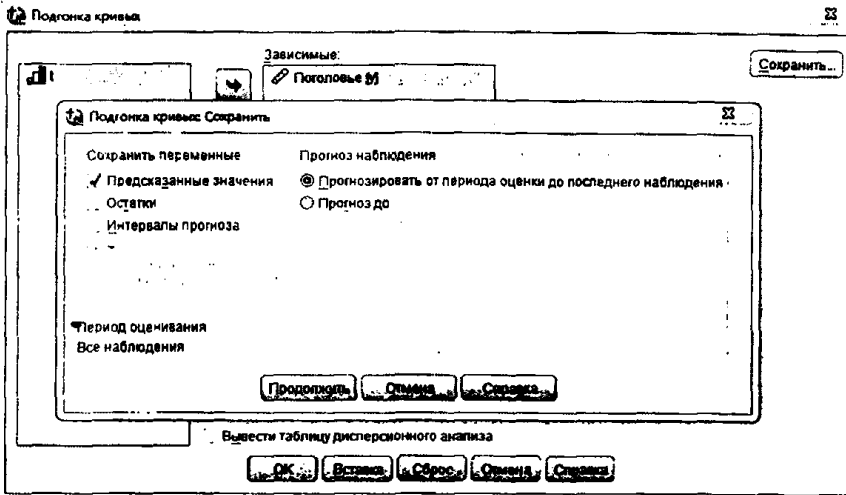 Подгонка кривых
Зависимые:
t
Поголовье М
Сохранить...
Подгонка кривых: Сохранить
Сохранить переменные
Прогноз наблюдения
Предсказанные значения
Прогнозировать от периода оценки до последнего наблюдения
Остатки
Прогноз до
Интервалы прогноза
Период оценивания
Все наблюдения
Продолжить
Отмена
Справка
Вывести таблицу дисперсионного анализа
OK
Вставка
Сброс
Отмена
Справка